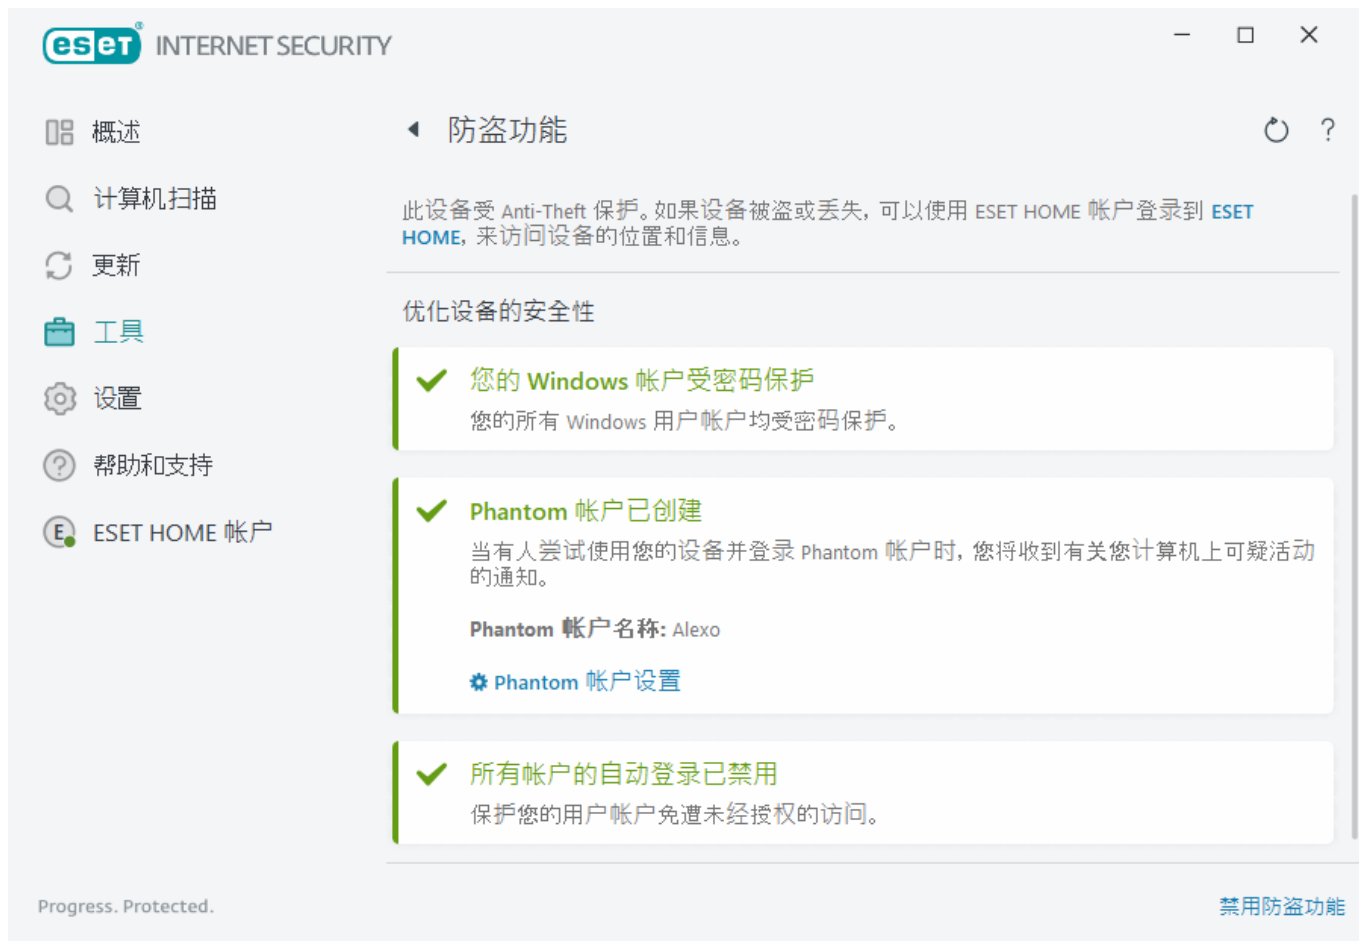 eset® INTERNET SECURITY
概述
计算机扫描
更新
工具
设置
帮助和支持
E ESET HOME 帐户
防盗功能
?
此设备受 Anti-Theft 保护。如果设备被盗或丢失, 可以使用 ESET HOME 帐户登录到 ESET
HOME, 来访问设备的位置和信息。
优化设备的安全性
您的 Windows 帐户受密码保护
您的所有 Windows 用户帐户均受密码保护。
Phantom 帐户已创建
当有人尝试使用您的设备并登录 Phantom 帐户时, 您将收到有关您计算机上可疑活动
的通知。
Phantom 帐户名称: Alexo
Phantom 帐户设置
所有帐户的自动登录已禁用
保护您的用户帐户免遭未经授权的访问。
Progress. Protected.
禁用防盗功能